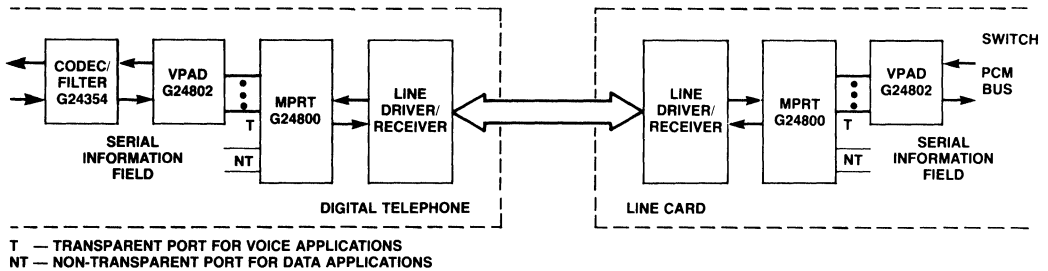 CODEC/
FILTER
G24354
VPAD
G24802
MPRT
G24800
LINE
DRIVER/
RECEIVER
T
NT
SERIAL
INFORMATION
FIELD
DIGITAL TELEPHONE
LINE
DRIVER/
RECEIVER
MPRT
G24800
VPAD
G24802
SWITCH
PCM
BUS
T
NT
SERIAL
INFORMATION
FIELD
LINE CARD
T — TRANSPARENT PORT FOR VOICE APPLICATIONS
NT — NON-TRANSPARENT PORT FOR DATA APPLICATIONS